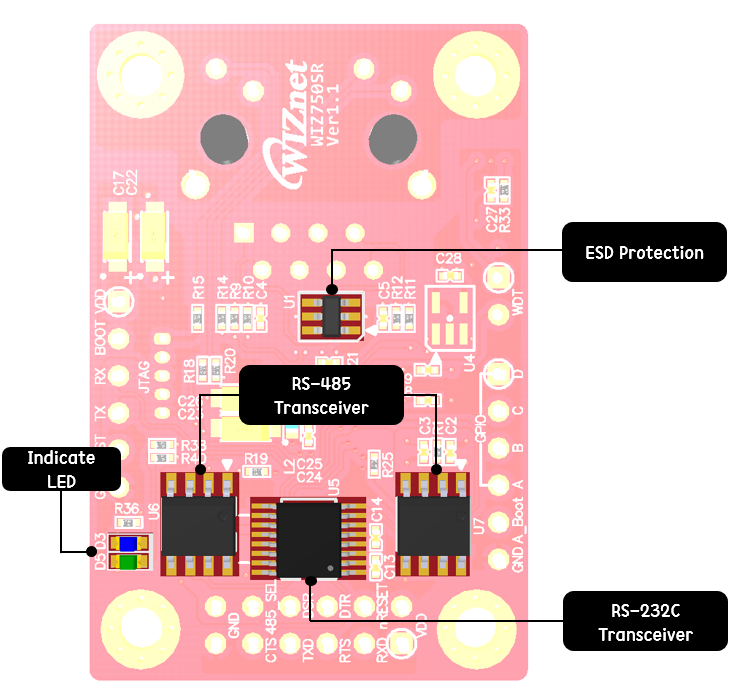 WIZnet
WIZ750SR
Ver1.1
C17
C22
C27
R33
ESD Protection
C28
R15
R14
R9
R10
C4
U1
C5
R12
R11
WDT
U4
VDD
BOOT
RX
JTAG
TX
R18
R20
RS-485
Transceiver
D
C
B
A
GPIO
C3
C2
R19
L2
C25
C24
R25
Indicate
LED
U6
U5
U7
C14
C13
R36
D3
D5
A_Boot
GND
GND
485_SEL
DSR
DTR
nRESET
CTS
TXD
RTS
RXD
VDD
RS-232C
Transceiver